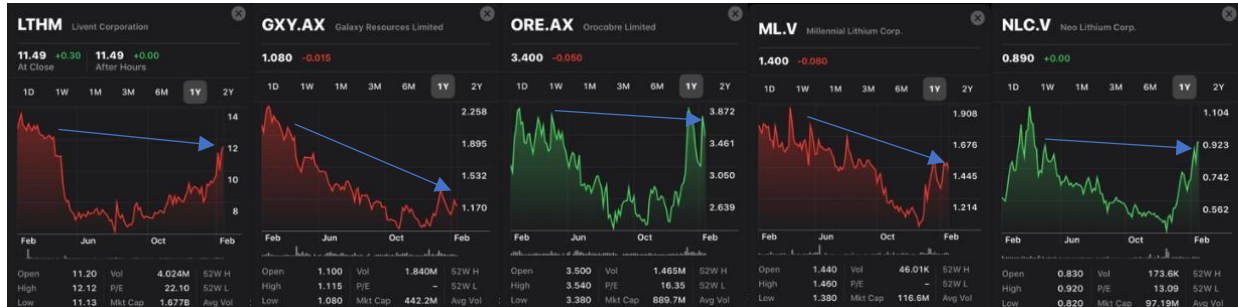 LTHM Livent Corporation
11.49 +0.30 11.49 +0.00
At Close After Hours
1D 1W 1M 3M 6M 1Y 2Y
14
12
10
8
Feb Jun Oct Feb
Open 11.20 Vol 4.024M 52W H
High 12.12 P/E 22.10 52W L
Low 11.13 Mkt Cap 1.677B Avg Vol
GXY.AX Galaxy Resources Limited
1.080 -0.015
1D 1W 1M 3M 6M 1Y 2Y
2.258
1.895
1.532
1.170
Feb Jun Oct Feb
Open 1.100 Vol 1.840M 52W H
High 1.115 P/E – 52W L
Low 1.080 Mkt Cap 442.2M Avg Vol
ORE.AX Orocobre Limited
3.400 -0.050
1D 1W 1M 3M 6M 1Y 2Y
3.872
3.461
3.050
2.639
Feb Jun Oct Feb
Open 3.500 Vol 1.465M 52W H
High 3.540 P/E 16.35 52W L
Low 3.380 Mkt Cap 889.7M Avg Vol
ML.V Millennial Lithium Corp.
1.400 -0.080
1D 1W 1M 3M 6M 1Y 2Y
1.908
1.676
1.445
1.214
Feb Jun Oct Feb
Open 1.440 Vol 46.01K 52W H
High 1.460 P/E – 52W L
Low 1.380 Mkt Cap 116.6M Avg Vol
NLC.V Neo Lithium Corp.
0.890 +0.00
1D 1W 1M 3M 6M 1Y 2Y
1.104
0.923
0.742
0.562
Feb Jun Oct Feb
Open 0.830 Vol 173.6K 52W H
High 0.920 P/E 13.09 52W L
Low 0.820 Mkt Cap 97.19M Avg Vol